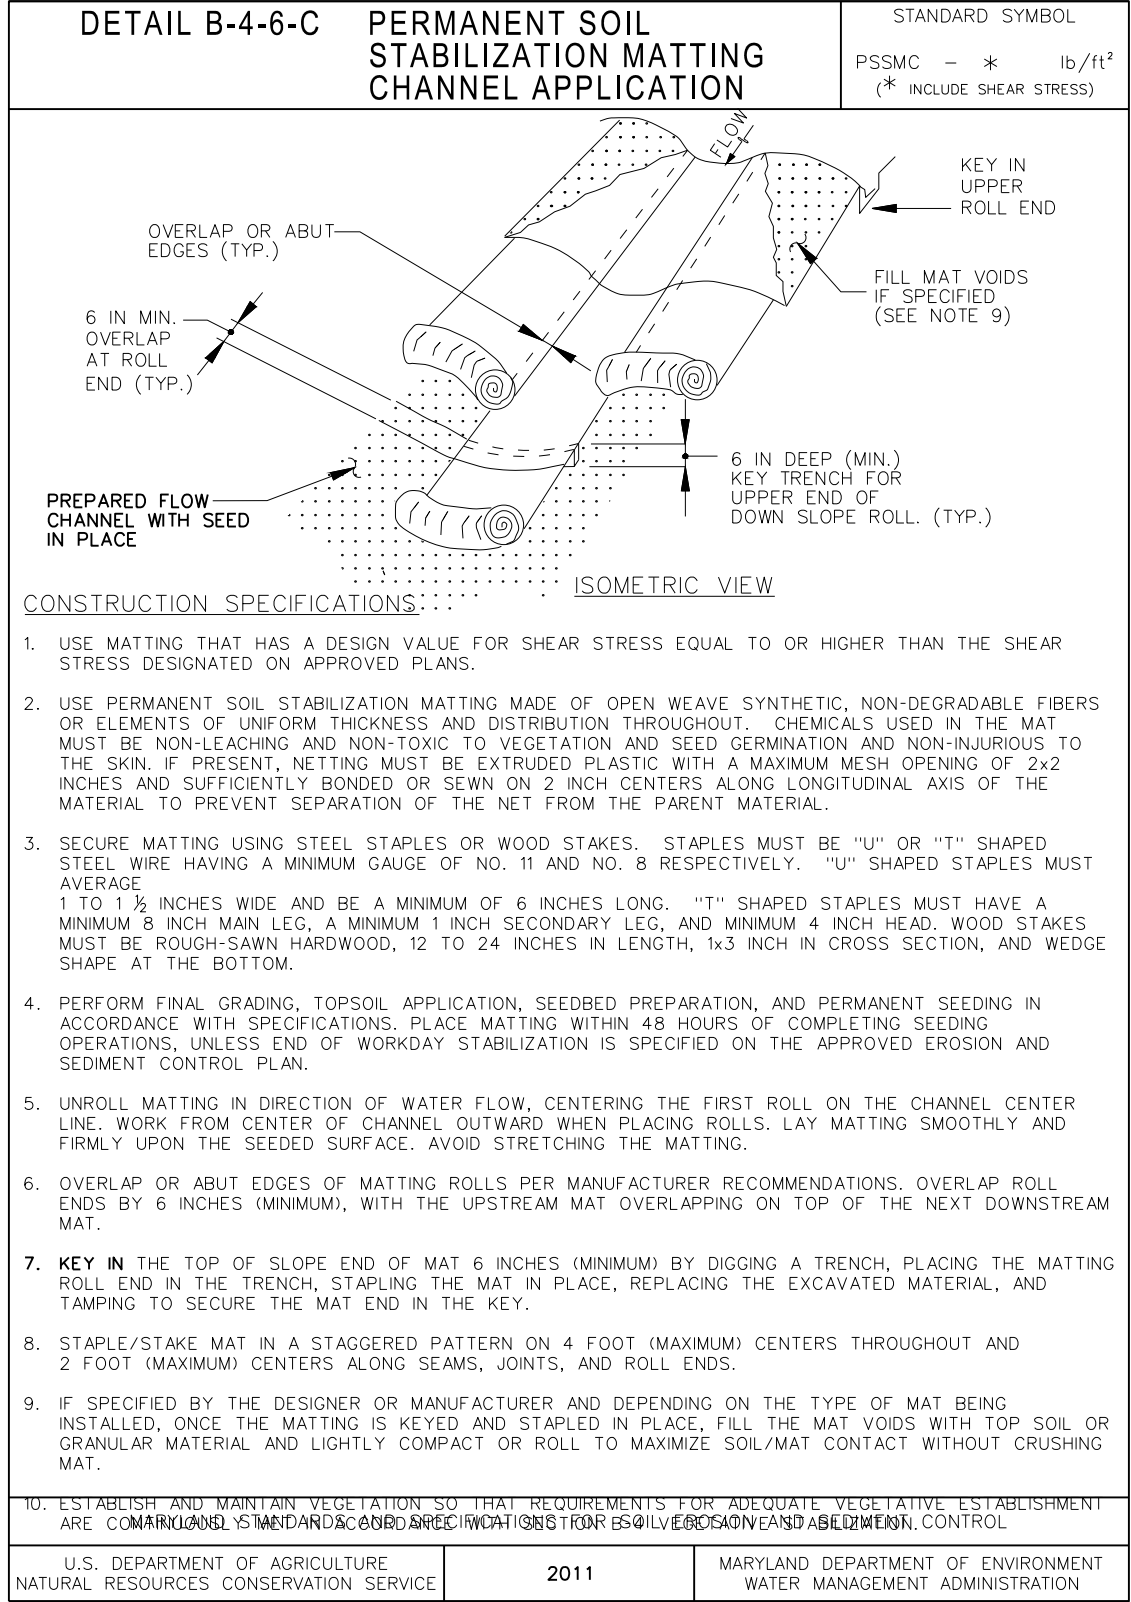 DETAIL B-4-6-C PERMANENT SOIL
STABILIZATION MATTING
CHANNEL APPLICATION
STANDARD SYMBOL
PSSMC - * lb/ft²
(* INCLUDE SHEAR STRESS)
FLOW
KEY IN
UPPER
ROLL END
OVERLAP OR ABUT
EDGES (TYP.)
FILL MAT VOIDS
IF SPECIFIED
(SEE NOTE 9)
6 IN MIN.
OVERLAP
AT ROLL
END (TYP.)
6 IN DEEP (MIN.)
KEY TRENCH FOR
UPPER END OF
DOWN SLOPE ROLL. (TYP.)
PREPARED FLOW
CHANNEL WITH SEED
IN PLACE
ISOMETRIC VIEW
CONSTRUCTION SPECIFICATIONS
1. USE MATTING THAT HAS A DESIGN VALUE FOR SHEAR STRESS EQUAL TO OR HIGHER THAN THE SHEAR
STRESS DESIGNATED ON APPROVED PLANS.
2. USE PERMANENT SOIL STABILIZATION MATTING MADE OF OPEN WEAVE SYNTHETIC, NON-DEGRADABLE FIBERS
OR ELEMENTS OF UNIFORM THICKNESS AND DISTRIBUTION THROUGHOUT. CHEMICALS USED IN THE MAT
MUST BE NON-LEACHING AND NON-TOXIC TO VEGETATION AND SEED GERMINATION AND NON-INJURIOUS TO
THE SKIN. IF PRESENT, NETTING MUST BE EXTRUDED PLASTIC WITH A MAXIMUM MESH OPENING OF 2x2
INCHES AND SUFFICIENTLY BONDED OR SEWN ON 2 INCH CENTERS ALONG LONGITUDINAL AXIS OF THE
MATERIAL TO PREVENT SEPARATION OF THE NET FROM THE PARENT MATERIAL.
3. SECURE MATTING USING STEEL STAPLES OR WOOD STAKES. STAPLES MUST BE "U" OR "T" SHAPED
STEEL WIRE HAVING A MINIMUM GAUGE OF NO. 11 AND NO. 8 RESPECTIVELY. "U" SHAPED STAPLES MUST
AVERAGE
1 TO 1 ½ INCHES WIDE AND BE A MINIMUM OF 6 INCHES LONG. "T" SHAPED STAPLES MUST HAVE A
MINIMUM 8 INCH MAIN LEG, A MINIMUM 1 INCH SECONDARY LEG, AND MINIMUM 4 INCH HEAD. WOOD STAKES
MUST BE ROUGH-SAWN HARDWOOD, 12 TO 24 INCHES IN LENGTH, 1x3 INCH IN CROSS SECTION, AND WEDGE
SHAPE AT THE BOTTOM.
4. PERFORM FINAL GRADING, TOPSOIL APPLICATION, SEEDBED PREPARATION, AND PERMANENT SEEDING IN
ACCORDANCE WITH SPECIFICATIONS. PLACE MATTING WITHIN 48 HOURS OF COMPLETING SEEDING
OPERATIONS, UNLESS END OF WORKDAY STABILIZATION IS SPECIFIED ON THE APPROVED EROSION AND
SEDIMENT CONTROL PLAN.
5. UNROLL MATTING IN DIRECTION OF WATER FLOW, CENTERING THE FIRST ROLL ON THE CHANNEL CENTER
LINE. WORK FROM CENTER OF CHANNEL OUTWARD WHEN PLACING ROLLS. LAY MATTING SMOOTHLY AND
FIRMLY UPON THE SEEDED SURFACE. AVOID STRETCHING THE MATTING.
6. OVERLAP OR ABUT EDGES OF MATTING ROLLS PER MANUFACTURER RECOMMENDATIONS. OVERLAP ROLL
ENDS BY 6 INCHES (MINIMUM), WITH THE UPSTREAM MAT OVERLAPPING ON TOP OF THE NEXT DOWNSTREAM
MAT.
7. KEY IN THE TOP OF SLOPE END OF MAT 6 INCHES (MINIMUM) BY DIGGING A TRENCH, PLACING THE MATTING
ROLL END IN THE TRENCH, STAPLING THE MAT IN PLACE, REPLACING THE EXCAVATED MATERIAL, AND
TAMPING TO SECURE THE MAT END IN THE KEY.
8. STAPLE/STAKE MAT IN A STAGGERED PATTERN ON 4 FOOT (MAXIMUM) CENTERS THROUGHOUT AND
2 FOOT (MAXIMUM) CENTERS ALONG SEAMS, JOINTS, AND ROLL ENDS.
9. IF SPECIFIED BY THE DESIGNER OR MANUFACTURER AND DEPENDING ON THE TYPE OF MAT BEING
INSTALLED, ONCE THE MATTING IS KEYED AND STAPLED IN PLACE, FILL THE MAT VOIDS WITH TOP SOIL OR
GRANULAR MATERIAL AND LIGHTLY COMPACT OR ROLL TO MAXIMIZE SOIL/MAT CONTACT WITHOUT CRUSHING
MAT.
10. ESTABLISH AND MAINTAIN VEGETATION SO THAT REQUIREMENTS FOR ADEQUATE VEGETATIVE ESTABLISHMENT
ARE CONTINUOUSLY MET IN ACCORDANCE WITH SECTION B-4 VEGETATIVE STABILIZATION.
MARYLAND STANDARDS AND SPECIFICATIONS FOR SOIL EROSION AND SEDIMENT CONTROL
U.S. DEPARTMENT OF AGRICULTURE
NATURAL RESOURCES CONSERVATION SERVICE
2011
MARYLAND DEPARTMENT OF ENVIRONMENT
WATER MANAGEMENT ADMINISTRATION